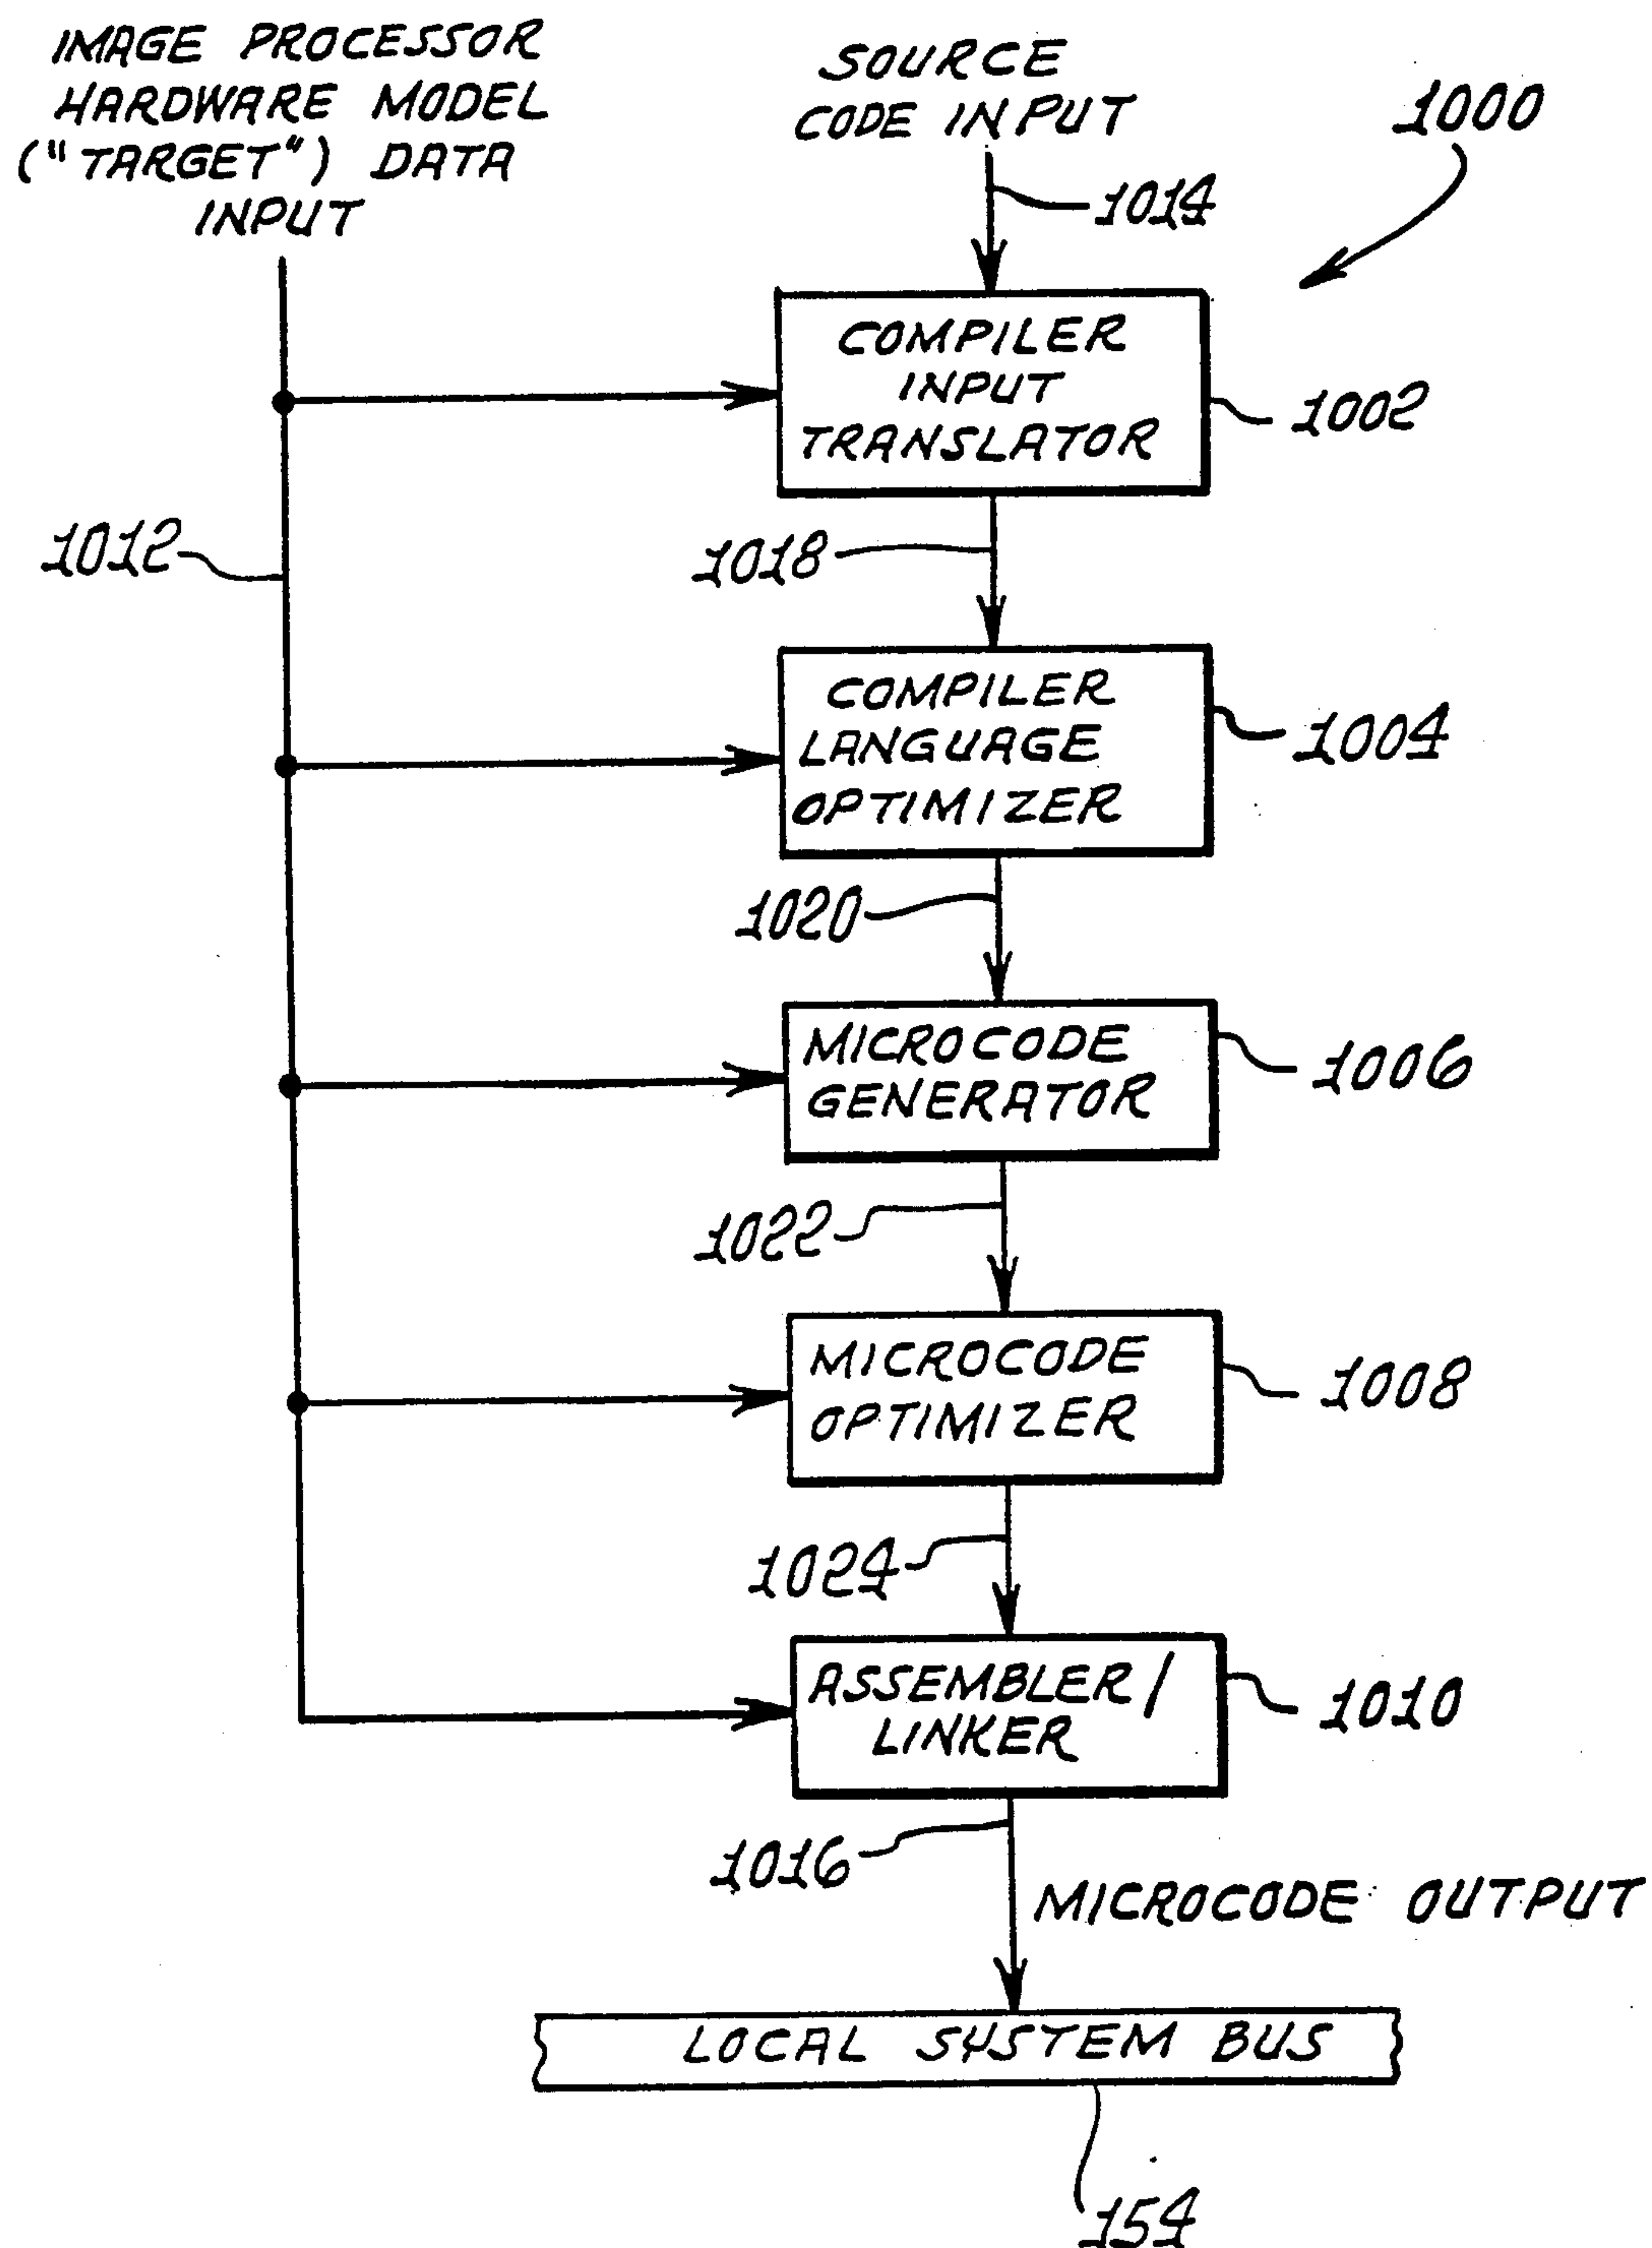 IMAGE PROCESSOR
HARDWARE MODEL
("TARGET") DATA
INPUT
SOURCE
CODE INPUT
1000
1014
COMPILER
INPUT
TRANSLATOR
1002
1012
1018
COMPILER
LANGUAGE
OPTIMIZER
1004
1020
MICROCODE
GENERATOR
1006
1022
MICROCODE
OPTIMIZER
1008
1024
ASSEMBLER/
LINKER
1010
1016
MICROCODE OUTPUT
LOCAL SYSTEM BUS
154